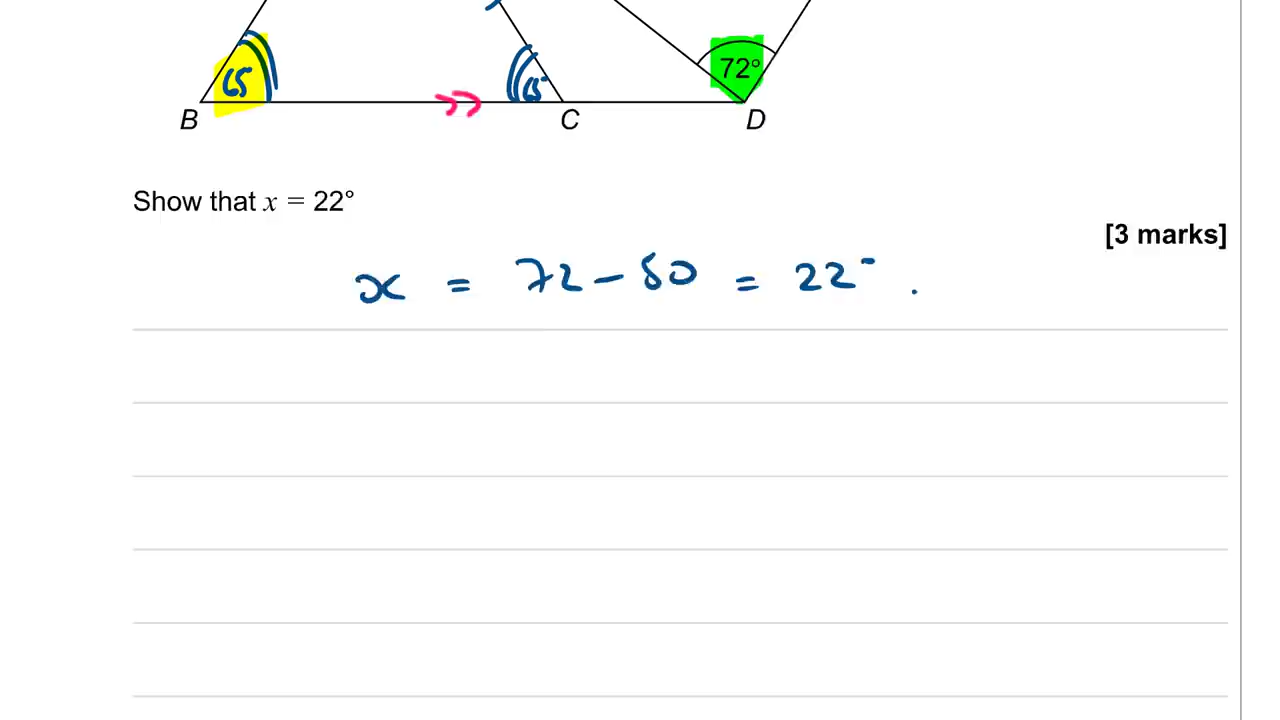 65 65 72°
B C D
Show that x = 22°
[3 marks]
x = 72 - 50 = 22° .